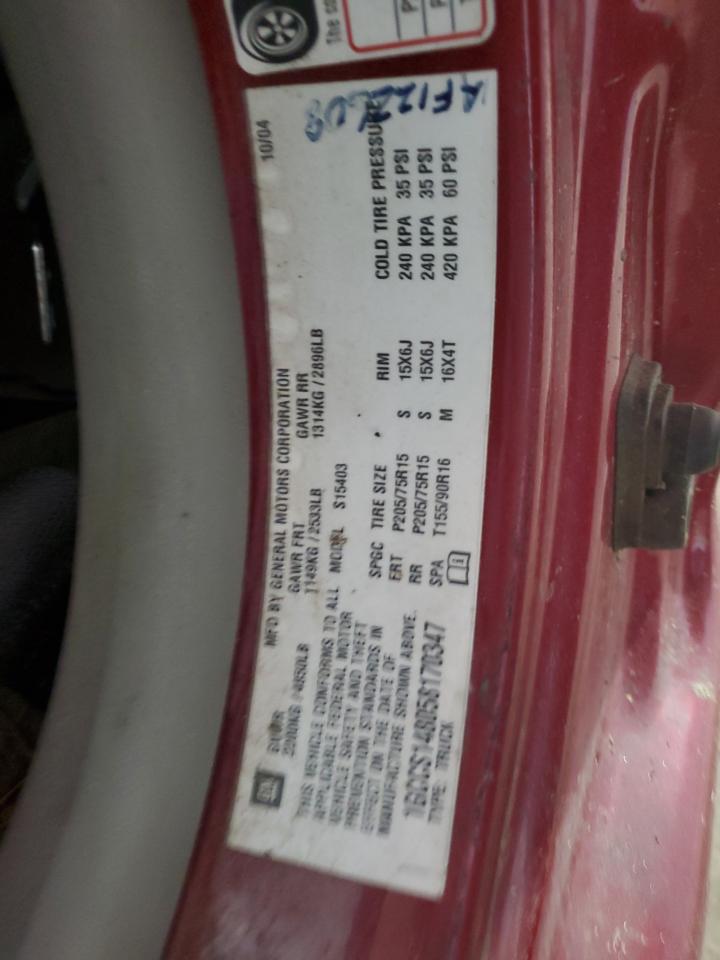 The co
10/04
MFD BY GENERAL MOTORS CORPORATION
GVWR GAWR FRT GAWR RR
2200KG / 4850LB 1149KG / 2533LB 1314KG / 2896LB
THIS VEHICLE CONFORMS TO ALL
APPLICABLE FEDERAL MOTOR
VEHICLE SAFETY AND THEFT
PREVENTION STANDARDS IN
EFFECT ON THE DATE OF
MANUFACTURE SHOWN ABOVE.
TYPE: TRUCK
MODEL S15403
SPGC TIRE SIZE RIM COLD TIRE PRESSURE
FRT P205/75R15 S 15X6J 240 KPA 35 PSI
RR P205/75R15 S 15X6J 240 KPA 35 PSI
SPA T155/90R16 M 16X4T 420 KPA 60 PSI